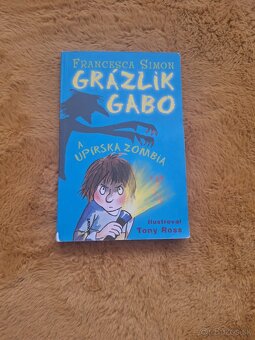 FRANCESCA SIMON
GRÁZLIK
GABO
A
UPÍRSKA ZOMBIA
Ilustroval
Tony Ross